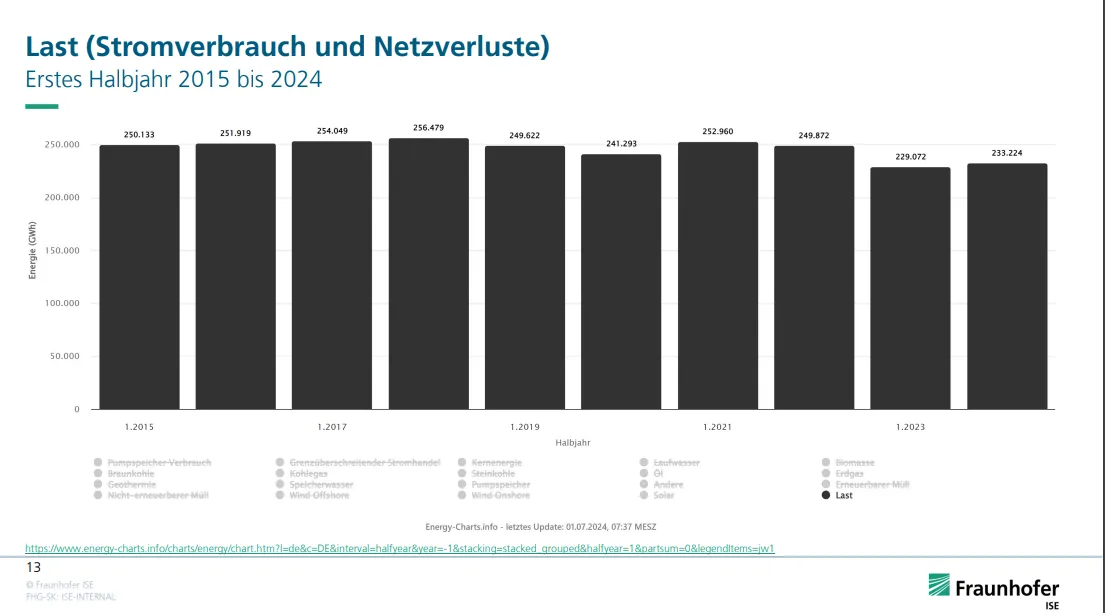 Last (Stromverbrauch und Netzverluste)
Erstes Halbjahr 2015 bis 2024
250.133 251.919 254.049 256.479 249.622 241.293 252.960 249.872 229.072 233.224
250.000
200.000
150.000
100.000
50.000
0
Energie (GWh)
1.2015 1.2017 1.2019 1.2021 1.2023
Halbjahr
Pumpspeicher Verbrauch Grenzüberschreitender Stromhandel Kernenergie Laufwasser Biomasse
Braunkohle Kohlegas Steinkohle Öl Erdgas
Geothermie Speicherwasser Pumpspeicher Andere Erneuerbarer Müll
Nicht-erneuerbarer Müll Wind Offshore Wind Onshore Solar Last
Energy-Charts.info - letztes Update: 01.07.2024, 07:37 MESZ
https://www.energy-charts.info/charts/energy/chart.htm?l=de&c=DE&interval=halfyear&year=-1&stacking=stacked_grouped&halfyear=1&partsum=0&legendItems=jw1
13
© Fraunhofer ISE
FHG-SK: ISE-INTERNAL
Fraunhofer
ISE